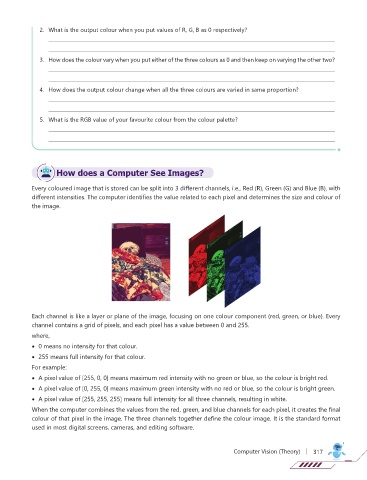 2. What is the output colour when you put values of R, G, B as 0 respectively?
3. How does the colour vary when you put either of the three colours as 0 and then keep on varying the other two?
4. How does the output colour change when all the three colours are varied in same proportion?
5. What is the RGB value of your favourite colour from the colour palette?
How does a Computer See Images?
Every coloured image that is stored can be split into 3 different channels, i.e., Red (R), Green (G) and Blue (B), with
different intensities. The computer identifies the value related to each pixel and determines the size and colour of
the image.
Each channel is like a layer or plane of the image, focusing on one colour component (red, green, or blue). Every
channel contains a grid of pixels, and each pixel has a value between 0 and 255.
where,
• 0 means no intensity for that colour.
• 255 means full intensity for that colour.
For example:
• A pixel value of [255, 0, 0] means maximum red intensity with no green or blue, so the colour is bright red.
• A pixel value of [0, 255, 0] means maximum green intensity with no red or blue, so the colour is bright green.
• A pixel value of [255, 255, 255] means full intensity for all three channels, resulting in white.
When the computer combines the values from the red, green, and blue channels for each pixel, it creates the final
colour of that pixel in the image. The three channels together define the colour image. It is the standard format
used in most digital screens, cameras, and editing software.
Computer Vision (Theory) | 317